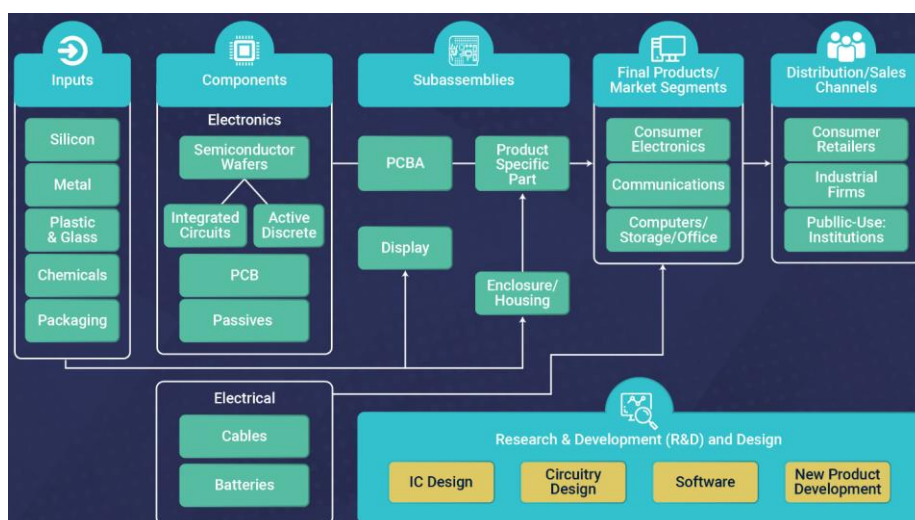 Inputs
Silicon
Metal
Plastic
& Glass
Chemicals
Packaging
Components
Electronics
Semiconductor
Wafers
Integrated
Circuits
Active
Discrete
PCB
Passives
Electrical
Cables
Batteries
Subassemblies
PCBA
Product
Specific
Part
Display
Enclosure/
Housing
Final Products/
Market Segments
Consumer
Electronics
Communications
Computers/
Storage/Office
Distribution/Sales
Channels
Consumer
Retailers
Industrial
Firms
Publlic-Use:
Institutions
Research & Development (R&D) and Design
IC Design
Circuitry
Design
Software
New Product
Development